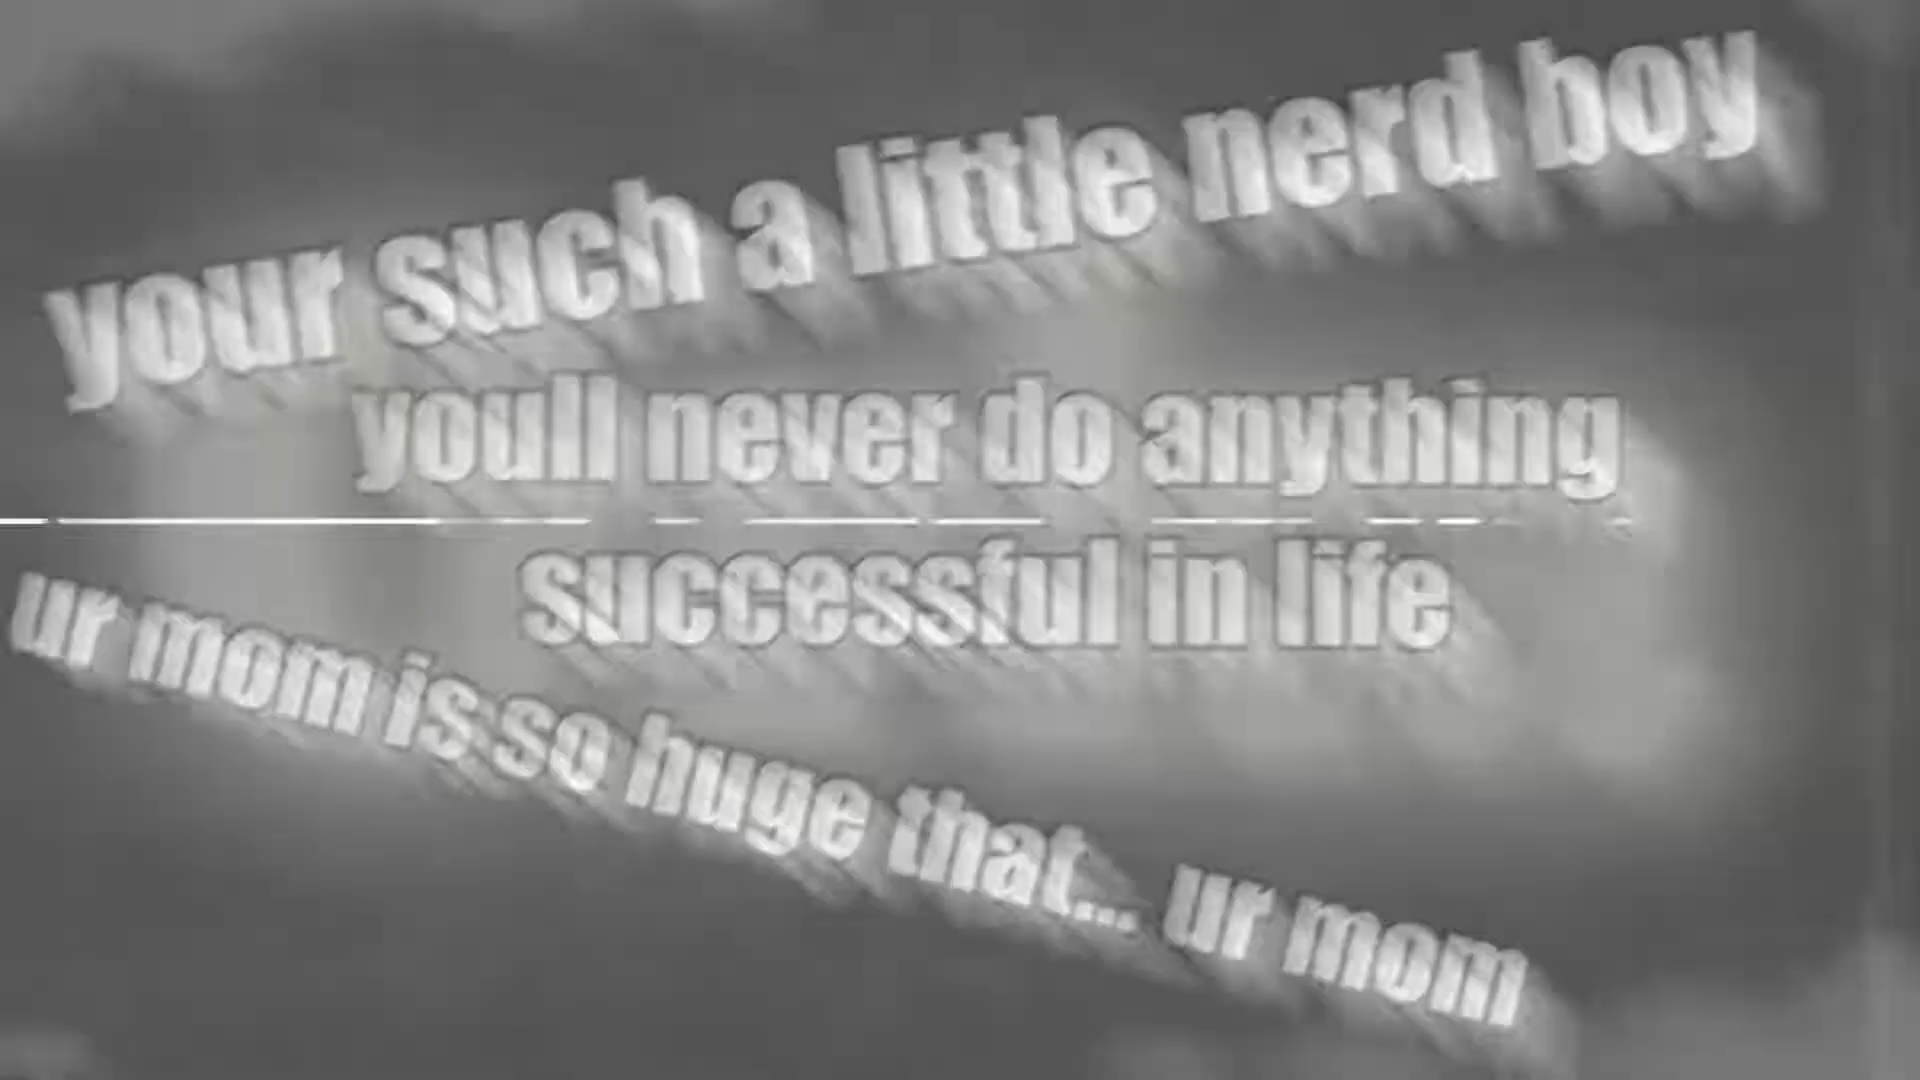 your such a little nerd boy
youll never do anything
successful in life
ur mom is so huge that... ur mom